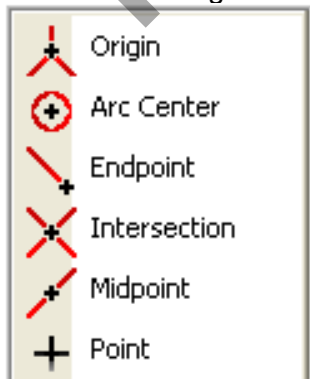 Origin
Arc Center
Endpoint
Intersection
Midpoint
Point